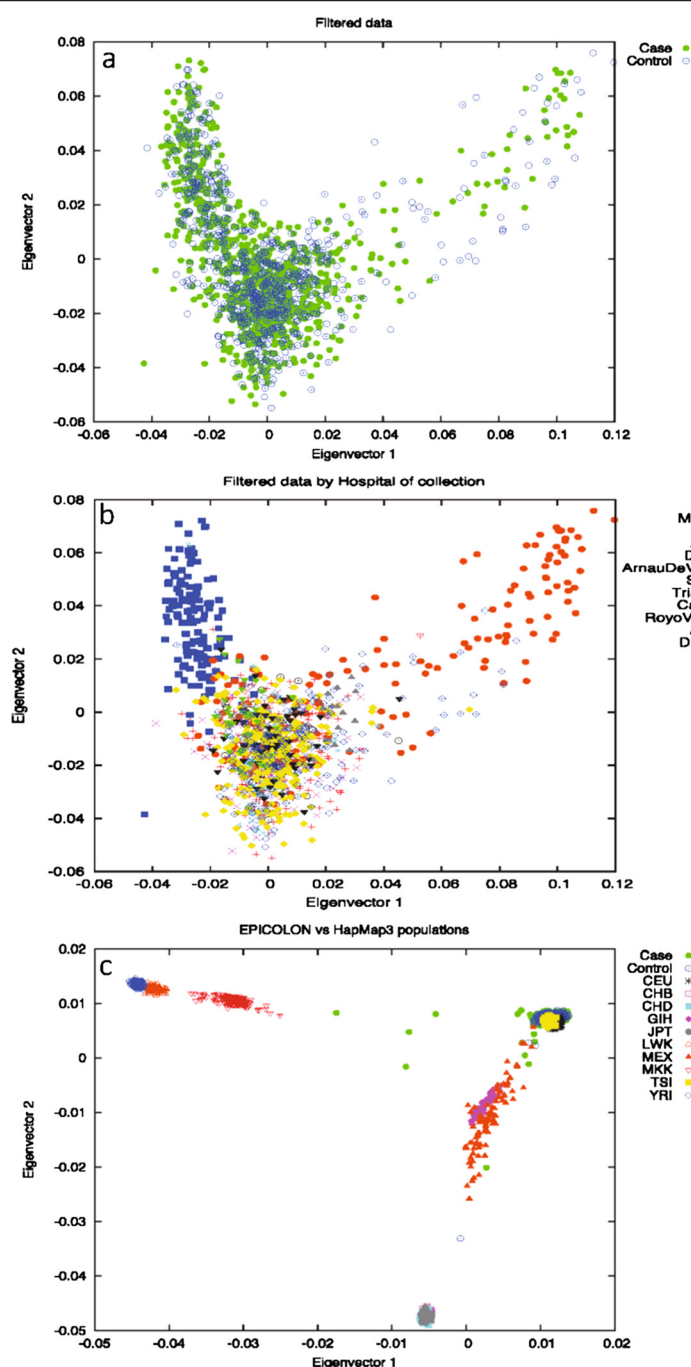 Filtered data
a
Case
Control
0.08
0.06
0.04
0.02
0
-0.02
-0.04
-0.06
Eigenvector 2
-0.06 -0.04 -0.02 0 0.02 0.04 0.06 0.08 0.1 0.12
Eigenvector 1
Filtered data by Hospital of collection
b
M
D
ArnauDeV
S
Tri
Ca
RoyoV
D
0.08
0.06
0.04
0.02
0
-0.02
-0.04
-0.06
Eigenvector 2
-0.06 -0.04 -0.02 0 0.02 0.04 0.06 0.08 0.1 0.12
Eigenvector 1
EPICOLON vs HapMap3 populations
c
Case
Control
CEU
CHB
CHD
GIH
JPT
LWK
MEX
MKK
TSI
YRI
0.02
0.01
0
-0.01
-0.02
-0.03
-0.04
-0.05
Eigenvector 2
-0.05 -0.04 -0.03 -0.02 -0.01 0 0.01 0.02
Eigenvector 1